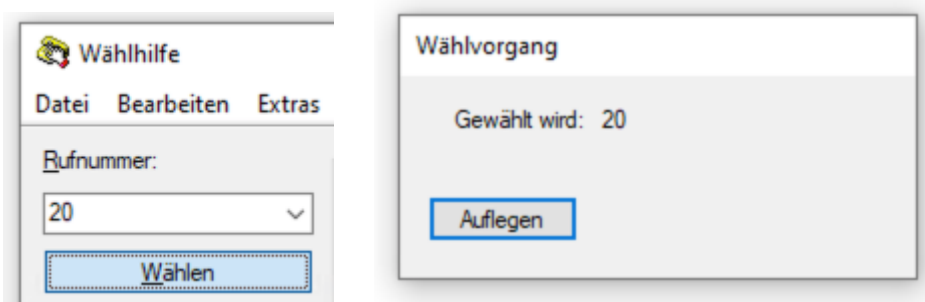 Wählhilfe
Datei Bearbeiten Extras
Rufnummer:
20
Wählen
Wählvorgang
Gewählt wird: 20
Auflegen